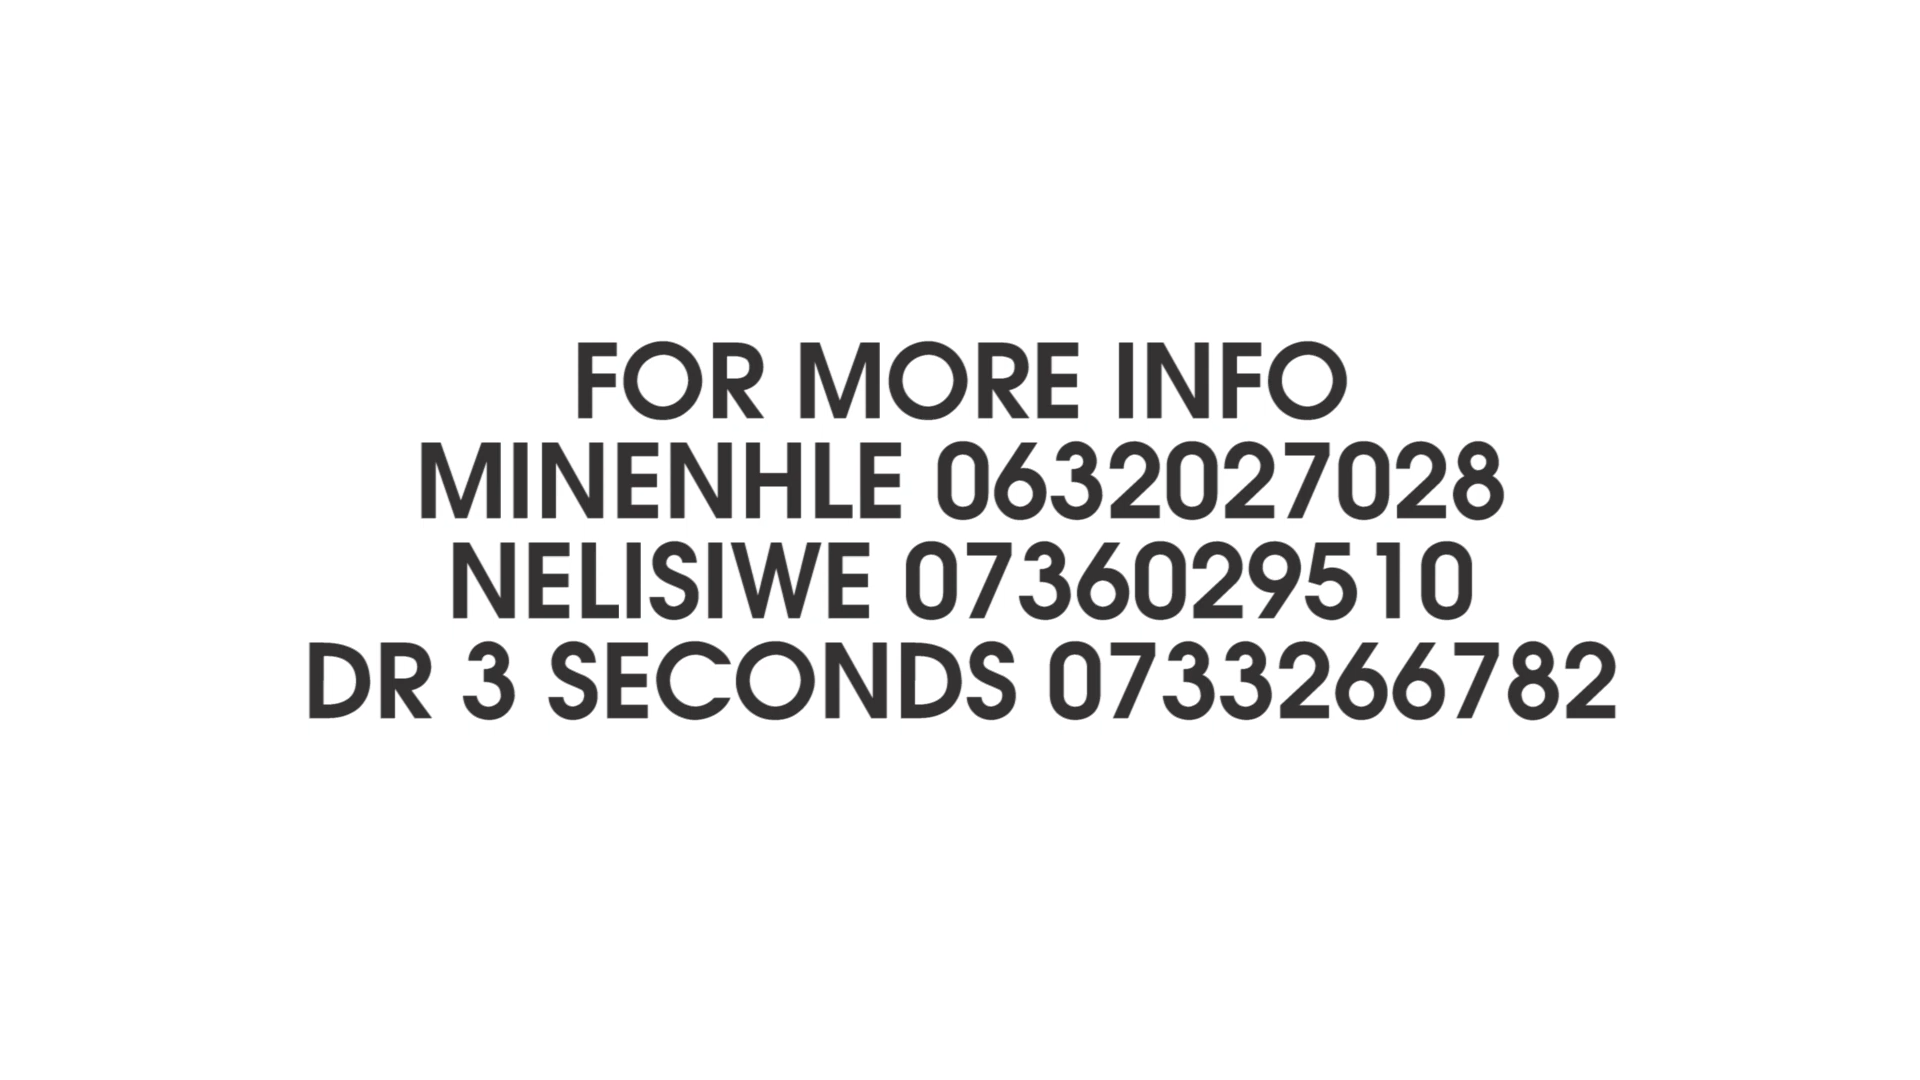 FOR MORE INFO
MINENHLE 0632027028
NELISIWE 0736029510
DR 3 SECONDS 0733266782